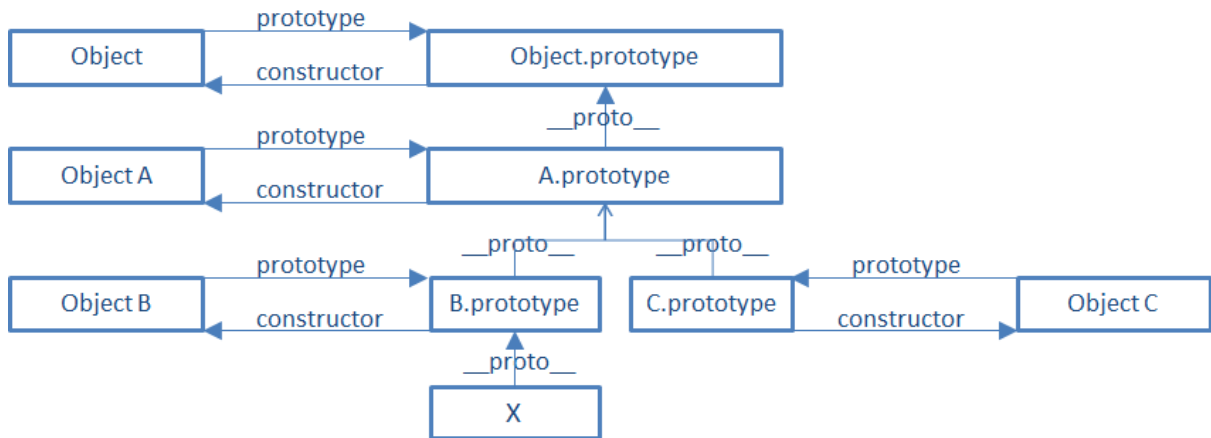 prototype
Object
Object.prototype
constructor
__proto__
prototype
Object A
A.prototype
constructor
__proto__
__proto__
prototype
prototype
Object B
B.prototype
C.prototype
Object C
constructor
constructor
__proto__
X